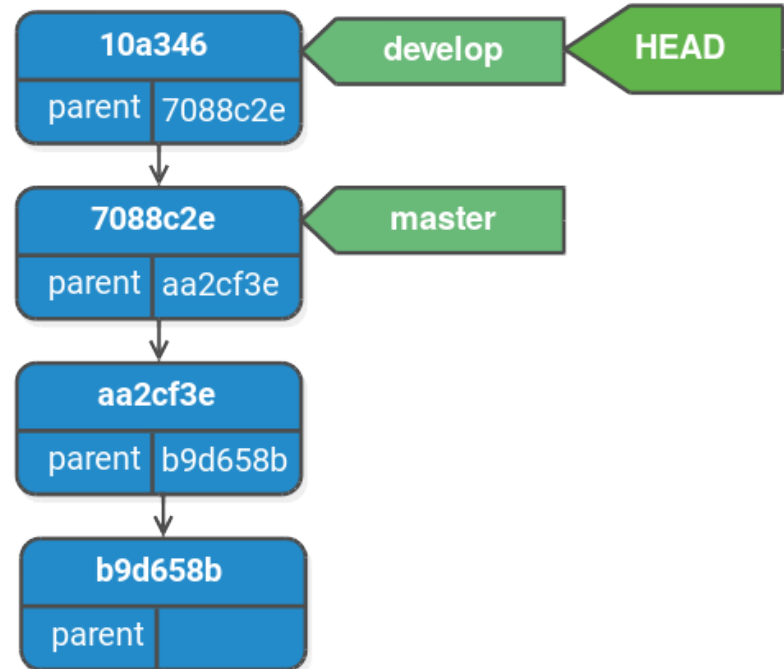 10a346
develop
HEAD
parent 7088c2e
7088c2e
master
parent aa2cf3e
aa2cf3e
parent b9d658b
b9d658b
parent